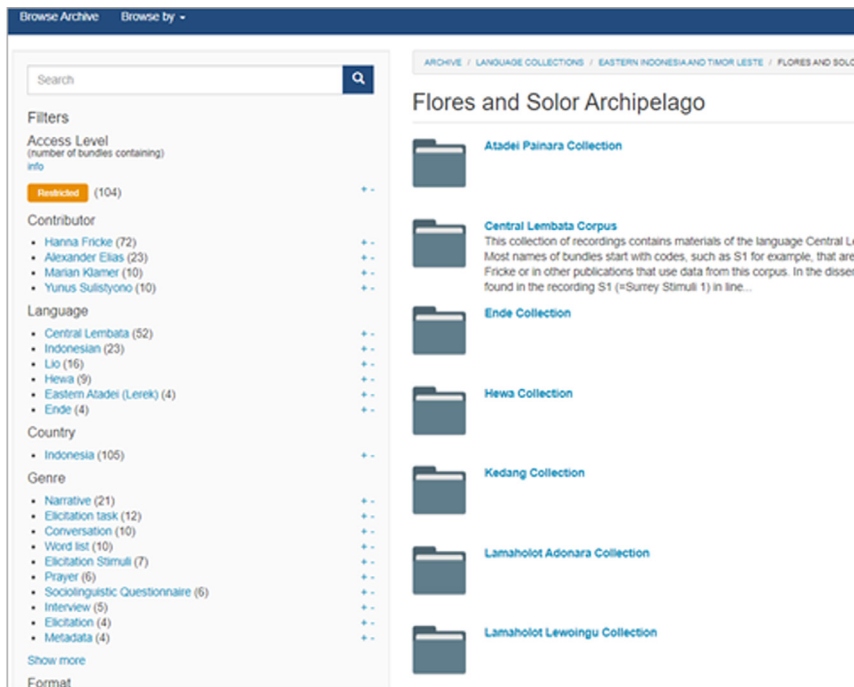 Browse Archive Browse by
Search
Filters
Access Level
(number of bundles containing)
info
Restricted (104) + -
Contributor
Hanna Fricke (72) + -
Alexander Elias (23) + -
Marian Klamer (10) + -
Yunus Sulistyono (10) + -
Language
Central Lembata (52) + -
Indonesian (23) + -
Lio (16) + -
Hewa (9) + -
Eastern Atadei (Lerek) (4) + -
Ende (4) + -
Country
Indonesia (105) + -
Genre
Narrative (21) + -
Elicitation task (12) + -
Conversation (10) + -
Word list (10) + -
Elicitation Stimuli (7) + -
Prayer (6) + -
Sociolinguistic Questionnaire (6) + -
Interview (5) + -
Elicitation (4) + -
Metadata (4) + -
Show more
Format
ARCHIVE / LANGUAGE COLLECTIONS / EASTERN INDONESIA AND TIMOR LESTE / FLORES AND SOLO
Flores and Solor Archipelago
Atadei Painara Collection
Central Lembata Corpus
This collection of recordings contains materials of the language Central Le
Most names of bundles start with codes, such as S1 for example, that are
Fricke or in other publications that use data from this corpus. In the disser
found in the recording S1 (=Surrey Stimuli 1) in line...
Ende Collection
Hewa Collection
Kedang Collection
Lamaholot Adonara Collection
Lamaholot Lewoingu Collection